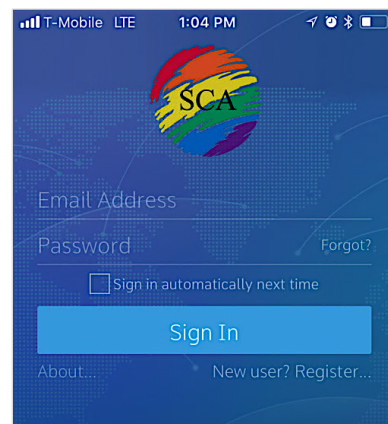 T-Mobile LTE 1:04 PM
SCA
Email Address
Password Forgot?
Sign in automatically next time
Sign In
About... New user? Register...